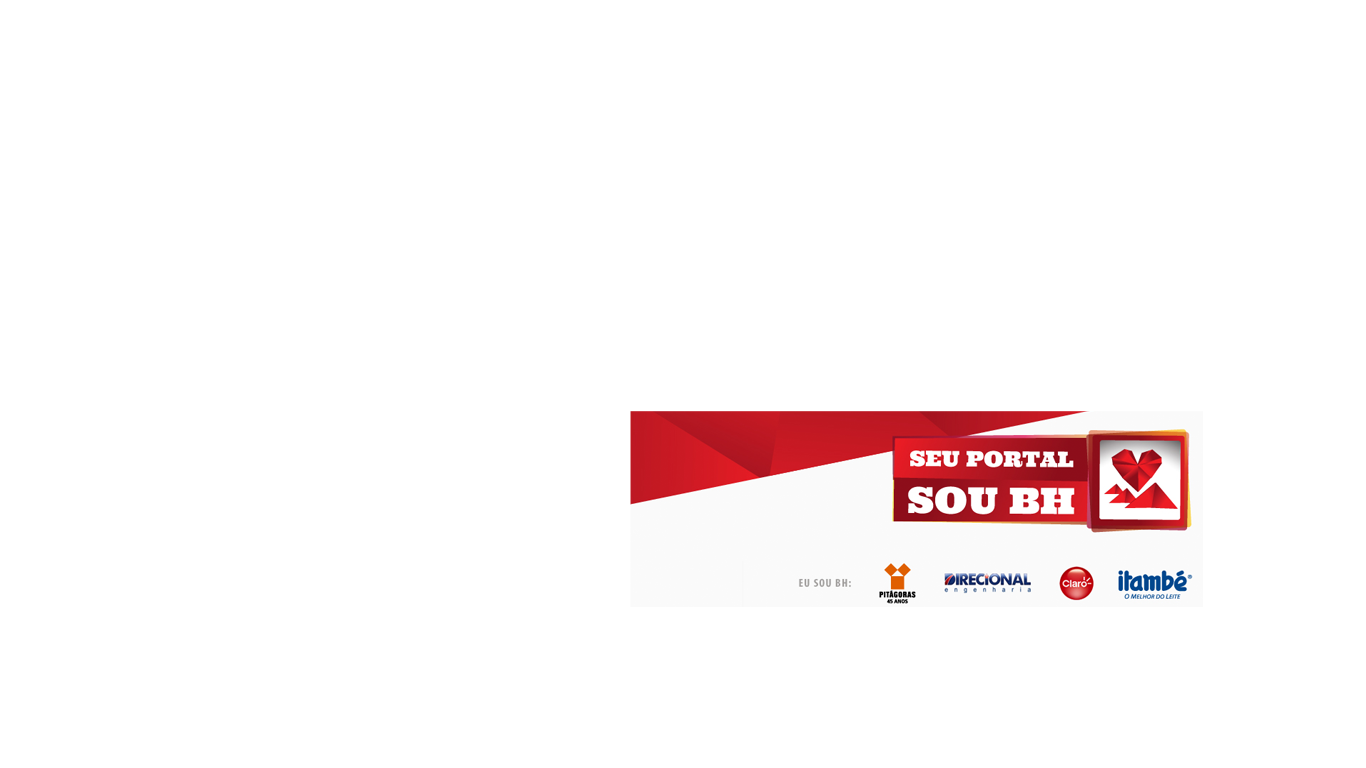 SEU PORTAL
SOU BH
EU SOU BH:
PITÁGORAS
45 ANOS
DIRECIONAL
engenharia
Claro
itambé®
O MELHOR DO LEITE